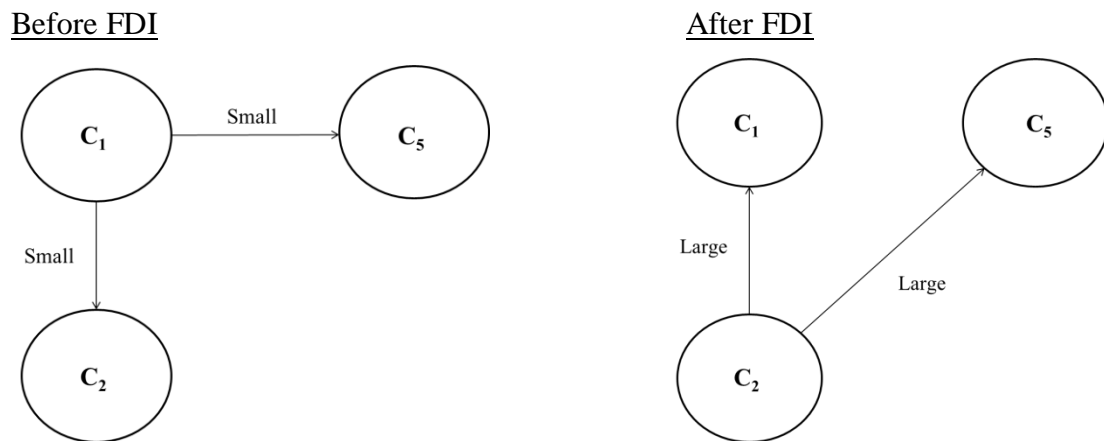 Before FDI
C₁
Small
C₅
Small
C₂
After FDI
C₁
C₅
Large
Large
C₂